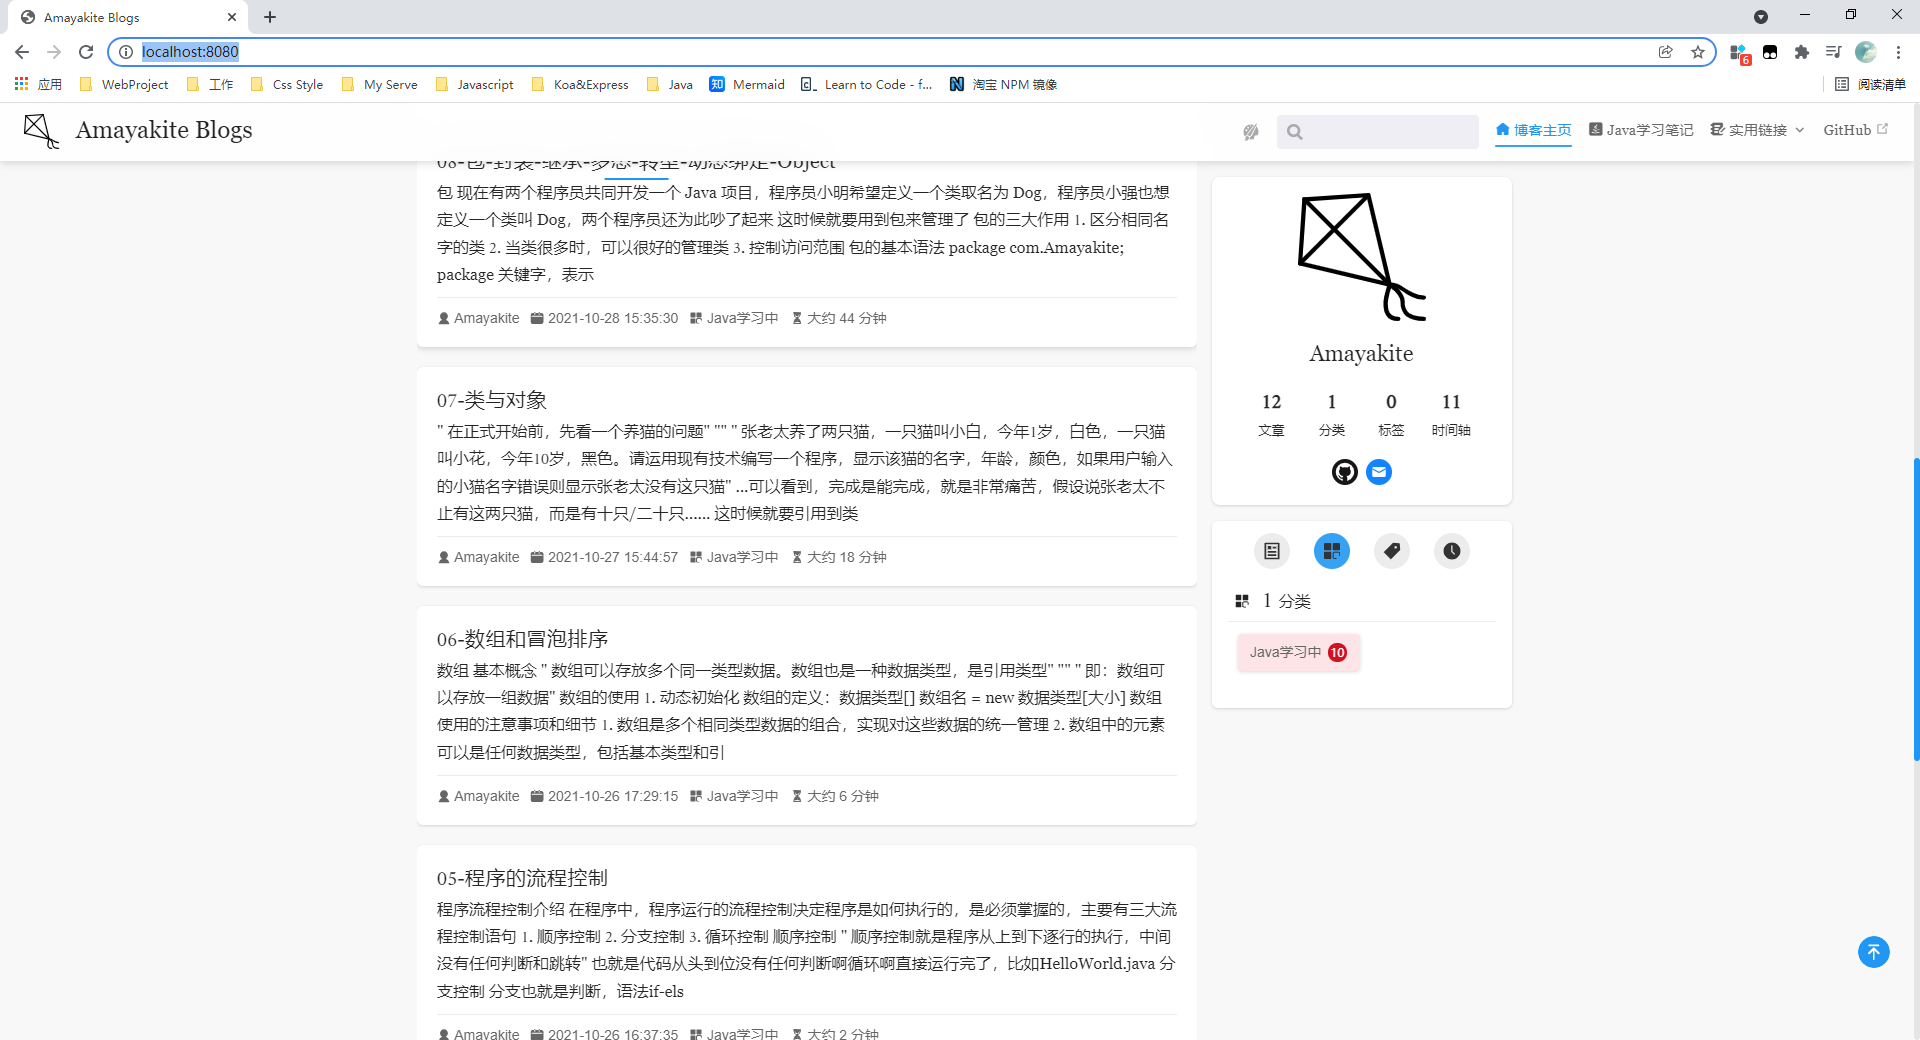 Amayakite Blogs
localhost:8080
6
应用
WebProject
工作
Css Style
My Serve
Javascript
Koa&Express
Java
知 Mermaid
Learn to Code - f...
淘宝 NPM 镜像
阅读清单
Amayakite Blogs
博客主页
Java学习笔记
实用链接
GitHub
08-包-封装-继承-多态-转型-动态绑定-Object
包 现在有两个程序员共同开发一个 Java 项目，程序员小明希望定义一个类取名为 Dog，程序员小强也想
定义一个类叫 Dog，两个程序员还为此吵了起来 这时候就要用到包来管理了 包的三大作用 1. 区分相同名
字的类 2. 当类很多时，可以很好的管理类 3. 控制访问范围 包的基本语法 package com.Amayakite;
package 关键字，表示
Amayakite 2021-10-28 15:35:30 Java学习中 大约 44 分钟
07-类与对象
" 在正式开始前，先看一个养猫的问题" "" " 张老太养了两只猫，一只猫叫小白，今年1岁，白色，一只猫
叫小花，今年10岁，黑色。请运用现有技术编写一个程序，显示该猫的名字，年龄，颜色，如果用户输入
的小猫名字错误则显示张老太没有这只猫" ...可以看到，完成是能完成，就是非常痛苦，假设说张老太不
止有这两只猫，而是有十只/二十只...... 这时候就要引用到类
Amayakite 2021-10-27 15:44:57 Java学习中 大约 18 分钟
06-数组和冒泡排序
数组 基本概念 " 数组可以存放多个同一类型数据。数组也是一种数据类型，是引用类型" "" " 即：数组可
以存放一组数据" 数组的使用 1. 动态初始化 数组的定义：数据类型[] 数组名 = new 数据类型[大小] 数组
使用的注意事项和细节 1. 数组是多个相同类型数据的组合，实现对这些数据的统一管理 2. 数组中的元素
可以是任何数据类型，包括基本类型和引
Amayakite 2021-10-26 17:29:15 Java学习中 大约 6 分钟
05-程序的流程控制
程序流程控制介绍 在程序中，程序运行的流程控制决定程序是如何执行的，是必须掌握的，主要有三大流
程控制语句 1. 顺序控制 2. 分支控制 3. 循环控制 顺序控制 " 顺序控制就是程序从上到下逐行的执行，中间
没有任何判断和跳转" 也就是代码从头到位没有任何判断啊循环啊直接运行完了，比如HelloWorld.java 分
支控制 分支也就是判断，语法if-els
Amayakite 2021-10-26 16:37:35 Java学习中 大约 2 分钟
Amayakite
12 1 0 11
文章 分类 标签 时间轴
1 分类
Java学习中 10